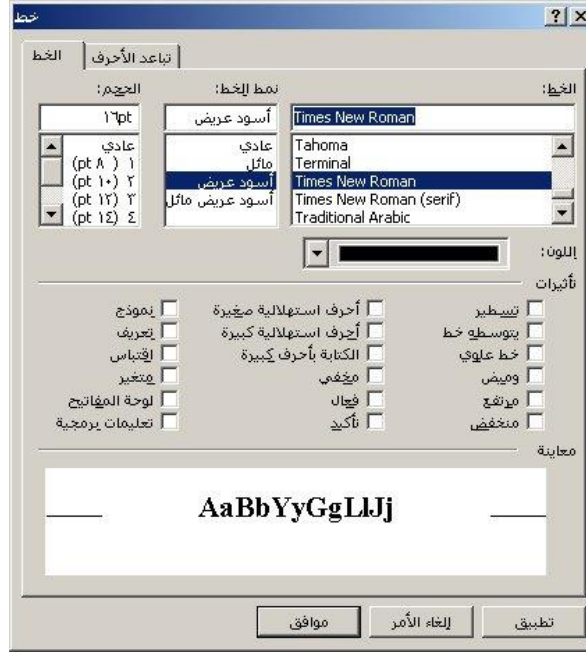 خط
الخط تباعد الأحرف
الخط: نمط الخط: الحجم:
Times New Roman أسود عريض ١٦pt
Tahoma عادي عادي
Terminal مائل ١ ( ٨ pt)
Times New Roman أسود عريض ٢ (١٠ pt)
Times New Roman (serif) أسود عريض مائل ٣ (١٢ pt)
Traditional Arabic ٤ (١٤ pt)
اللون:
تأثيرات
تسطير أحرف استهلالية صغيرة نموذج
يتوسطه خط أحرف استهلالية كبيرة تعريف
خط علوي الكتابة بأحرف كبيرة اقتباس
وميض مخفي متغير
مرتفع فعال لوحة المفاتيح
منخفض تأكيد تعليمات برمجية
معاينة
AaBbYyGgLlJj
تطبيق إلغاء الأمر موافق